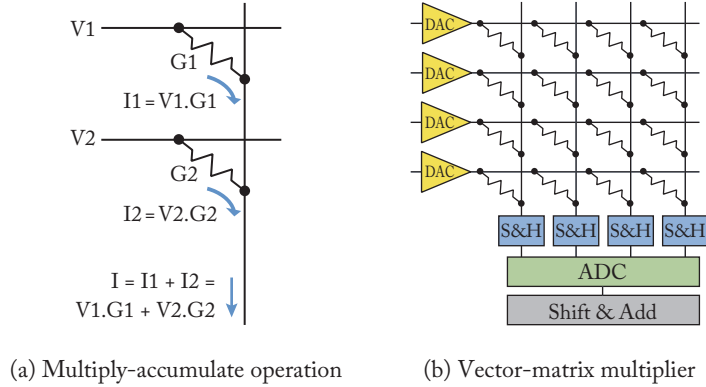 V1
G1
I1 = V1.G1
V2
G2
I2 = V2.G2
I = I1 + I2 =
V1.G1 + V2.G2
(a) Multiply-accumulate operation
DAC
DAC
DAC
DAC
S&H S&H S&H S&H
ADC
Shift & Add
(b) Vector-matrix multiplier